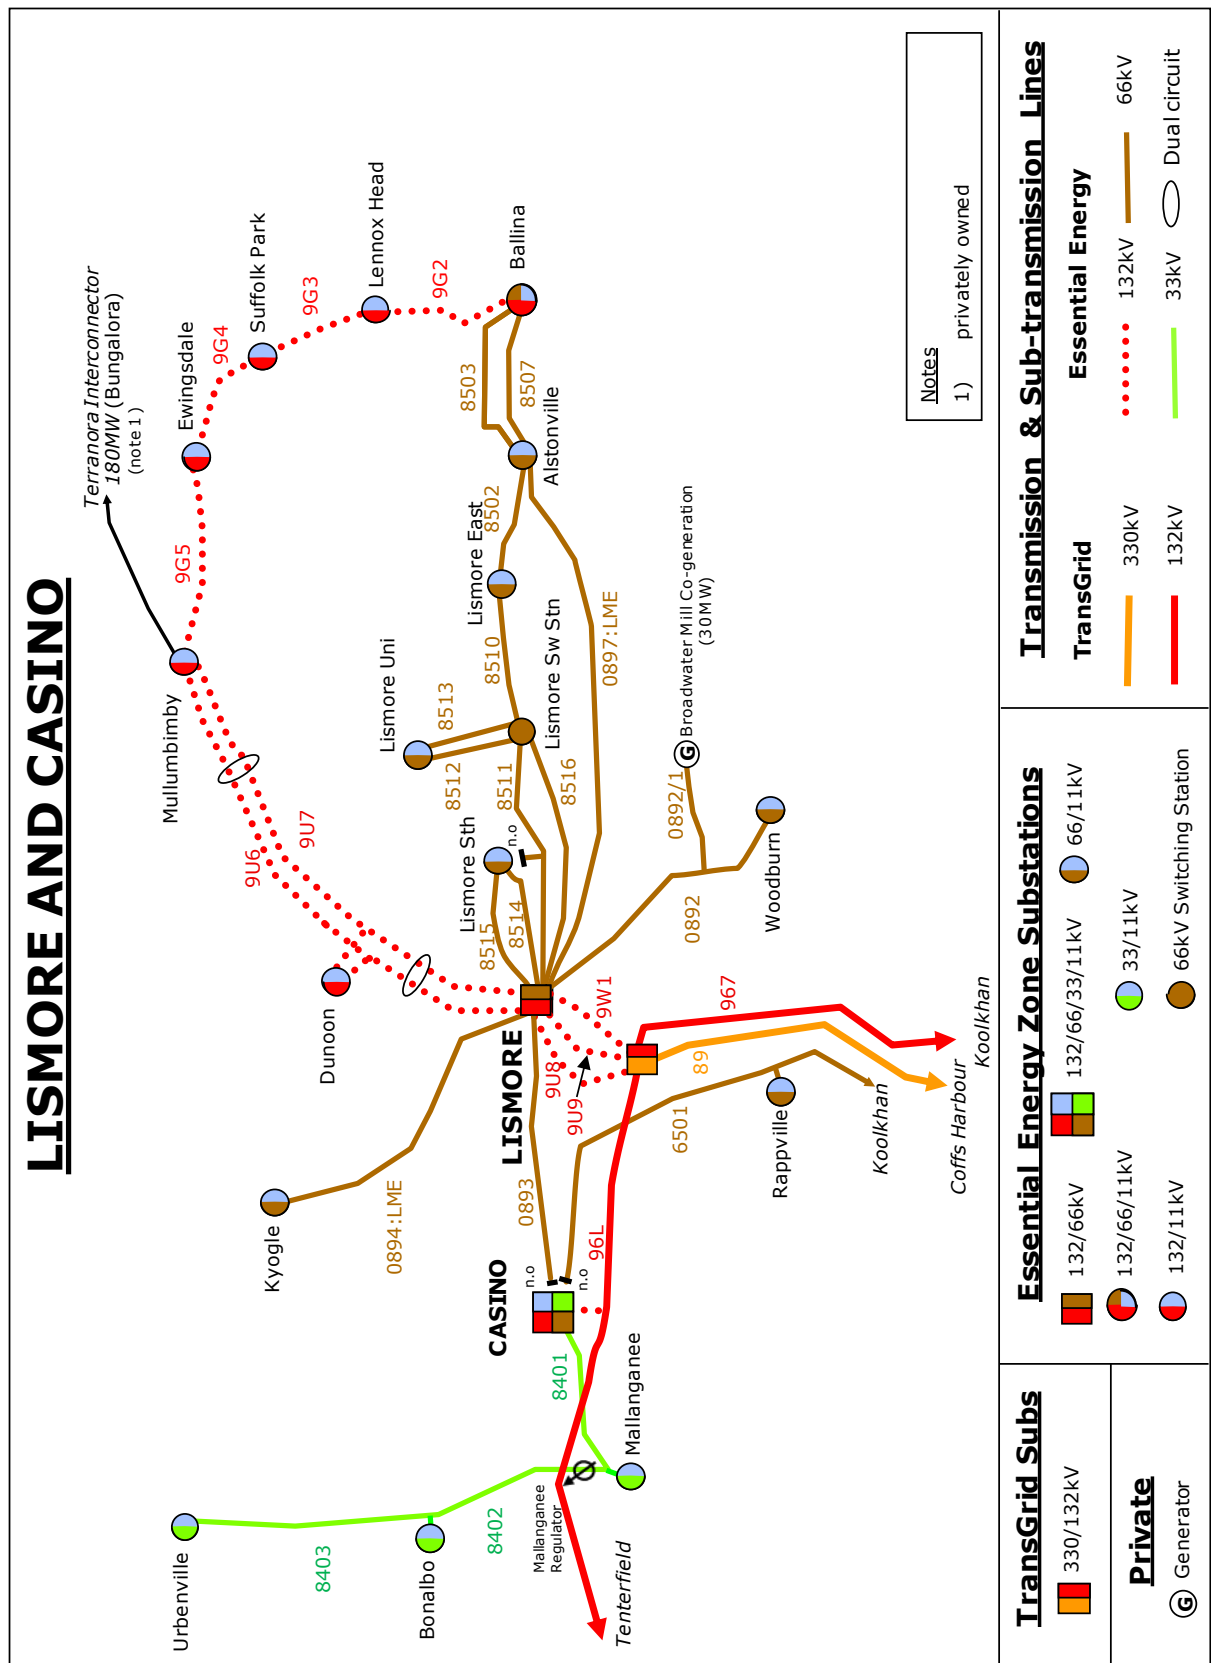 LISMORE AND CASINO
Terranora Interconnector
180MW (Bungalora)
(note 1)
Mullumbimby
9G5
Ewingsdale
9G4
Suffolk Park
9G3
Lennox Head
9G2
Ballina
9U6
9U7
Dunoon
Lismore Uni
8513
8512
8511
8516
Lismore Sw Stn
8510
Lismore East
8502
Alstonville
8503
8507
0897:LME
Lismore Sth
n.o
8515
8514
Broadwater Mill Co-generation
(30MW)
G
0892/1
0892
Woodburn
LISMORE
9U8
9U9
9W1
967
89
Koolkhan
Coffs Harbour
Koolkhan
Rappville
6501
Kyogle
0894:LME
0893
CASINO
n.o
n.o
96L
8401
Mallanganee
Mallanganee
Regulator
Tenterfield
8402
8403
Bonalbo
Urbenville
Notes
1) privately owned
TransGrid Subs
330/132kV
Private
G Generator
Essential Energy Zone Substations
132/66kV
132/66/33/11kV
66/11kV
132/66/11kV
33/11kV
132/11kV
66kV Switching Station
Transmission & Sub-transmission Lines
TransGrid
Essential Energy
330kV
132kV
66kV
132kV
33kV
Dual circuit